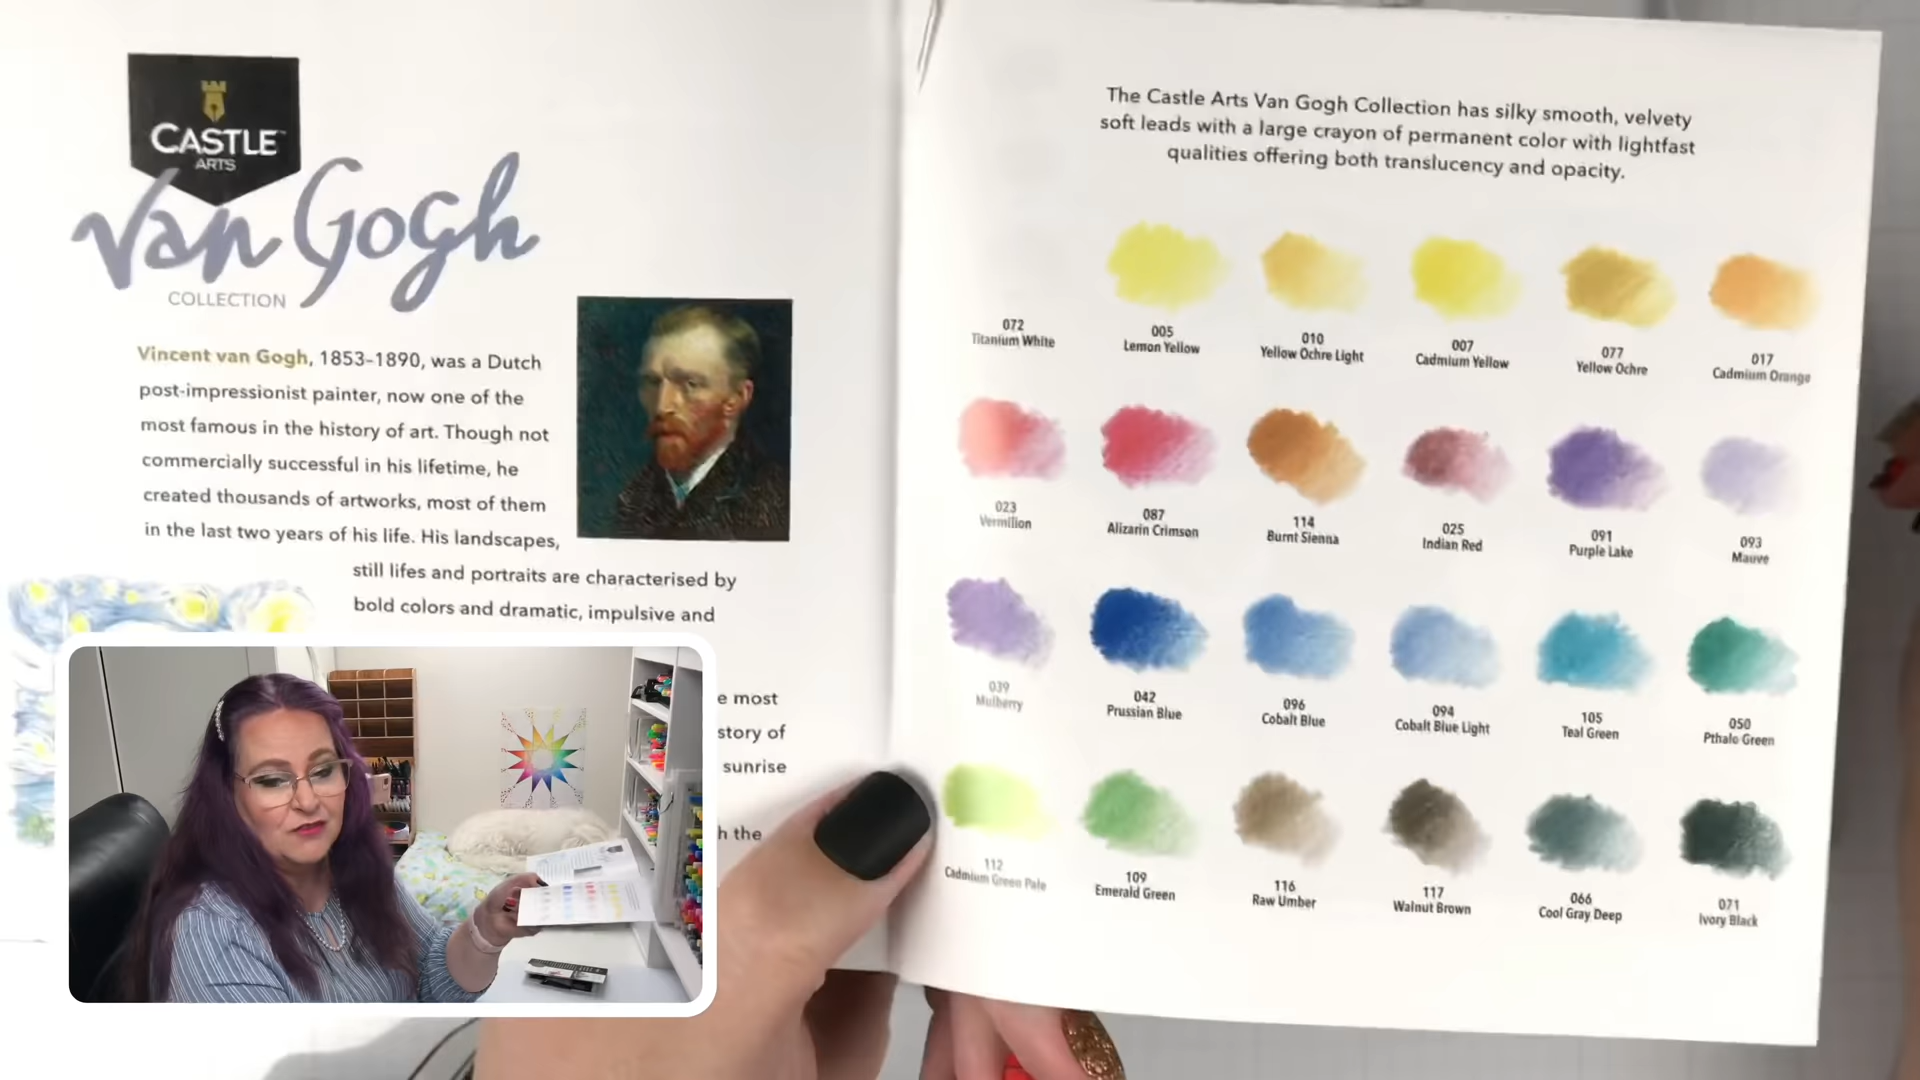 CASTLE
ARTS
Van Gogh
COLLECTION
Vincent van Gogh, 1853–1890, was a Dutch
post-impressionist painter, now one of the
most famous in the history of art. Though not
commercially successful in his lifetime, he
created thousands of artworks, most of them
in the last two years of his life. His landscapes,
still lifes and portraits are characterised by
bold colors and dramatic, impulsive and
most
story of
sunrise
the
The Castle Arts Van Gogh Collection has silky smooth, velvety
soft leads with a large crayon of permanent color with lightfast
qualities offering both translucency and opacity.
072
Titanium White
005
Lemon Yellow
010
Yellow Ochre Light
007
Cadmium Yellow
077
Yellow Ochre
017
Cadmium Orange
023
Vermilion
087
Alizarin Crimson
114
Burnt Sienna
025
Indian Red
091
Purple Lake
093
Mauve
039
Mulberry
042
Prussian Blue
096
Cobalt Blue
094
Cobalt Blue Light
105
Teal Green
050
Pthalo Green
112
Cadmium Green Pale
109
Emerald Green
116
Raw Umber
117
Walnut Brown
066
Cool Gray Deep
071
Ivory Black